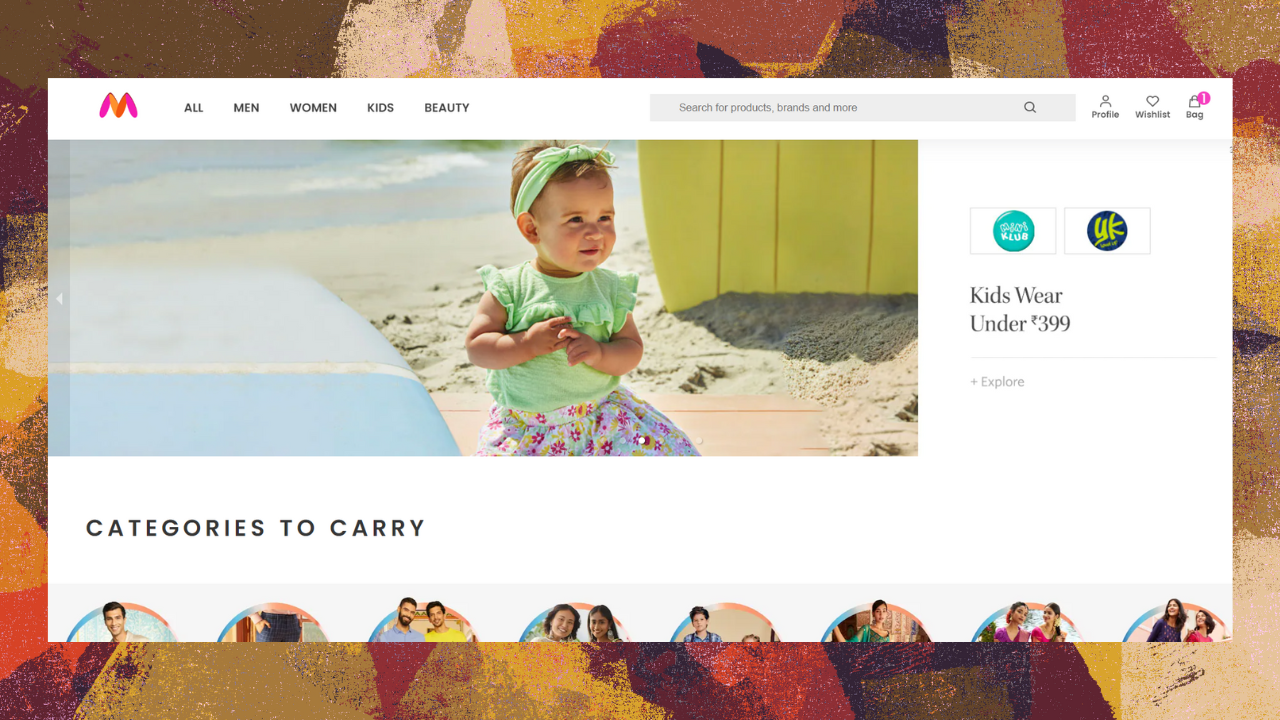 ALL MEN WOMEN KIDS BEAUTY Search for products, brands and more Profile Wishlist Bag 1
mini KLUB
yk
Kids Wear
Under ₹399
+ Explore
CATEGORIES TO CARRY